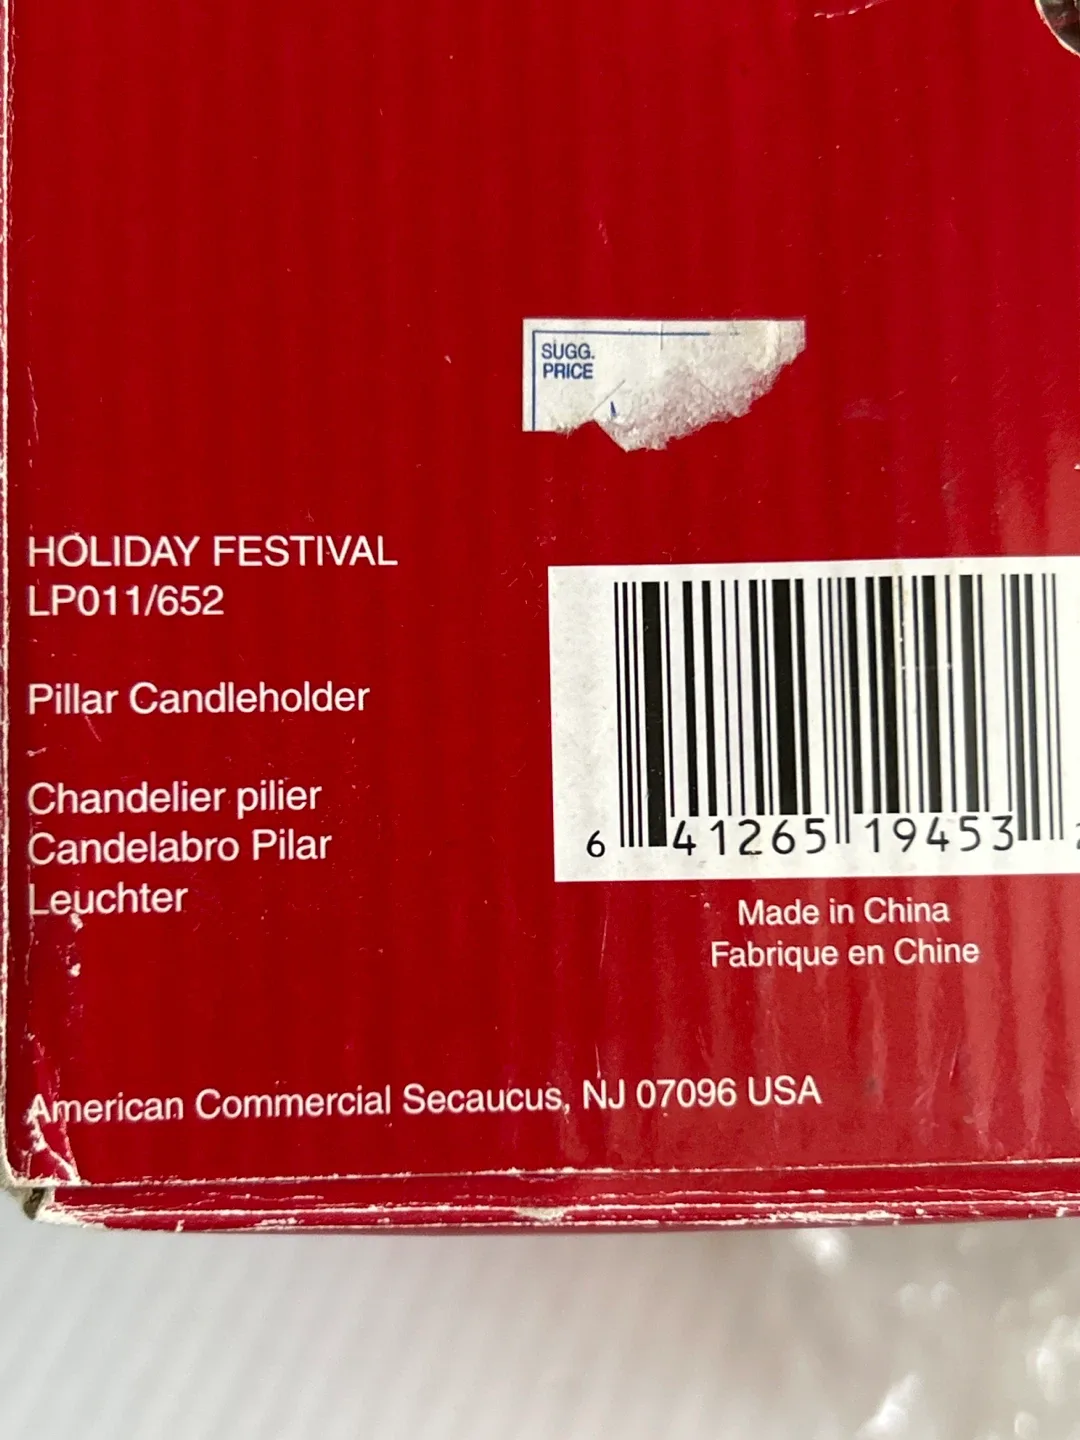 SUGG.
PRICE
HOLIDAY FESTIVAL
LP011/652
Pillar Candleholder
Chandelier pilier
Candelabro Pilar
Leuchter
6 41265 19453
Made in China
Fabrique en Chine
American Commercial Secaucus, NJ 07096 USA